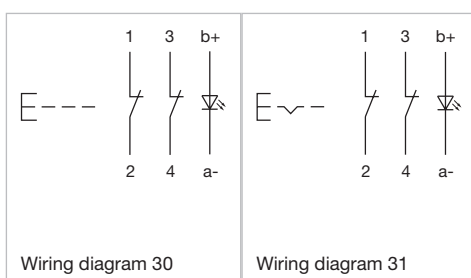 1 3 b+
2 4 a-
Wiring diagram 30
1 3 b+
2 4 a-
Wiring diagram 31